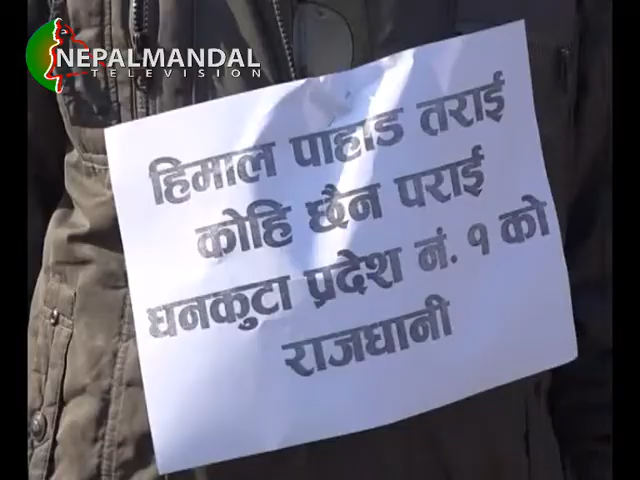 NEPALMANDAL
TELEVISION
हिमाल पाहाड तराई
कोहि छैन पराई
धनकुटा प्रदेश नं. १ को
राजधानी